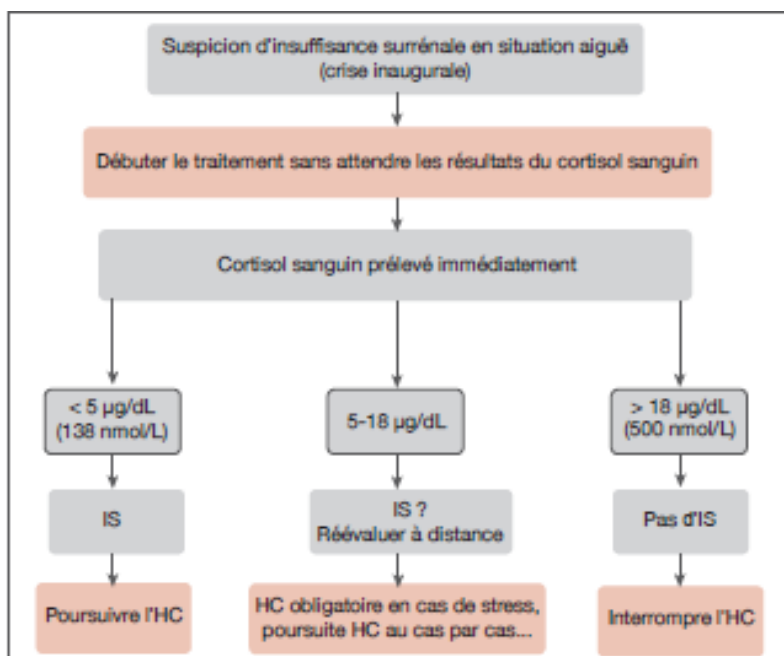 Suspicion d'insuffisance surrénale en situation aiguë
(crise inaugurale)
Débuter le traitement sans attendre les résultats du cortisol sanguin
Cortisol sanguin prélevé immédiatement
< 5 µg/dL
(138 nmol/L)
5-18 µg/dL
> 18 µg/dL
(500 nmol/L)
IS
IS ?
Réévaluer à distance
Pas d'IS
Poursuivre l'HC
HC obligatoire en cas de stress,
poursuite HC au cas par cas...
Interrompre l'HC